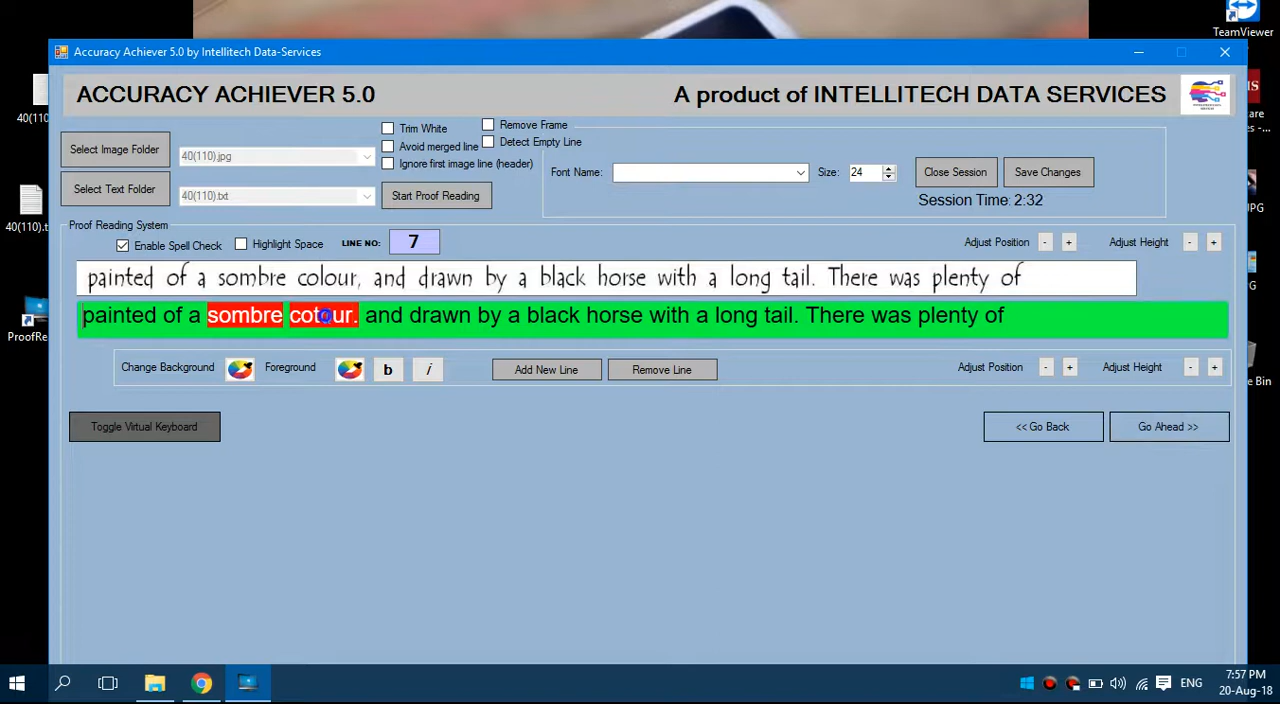 TeamViewer
Accuracy Achiever 5.0 by Intellitech Data-Services
ACCURACY ACHIEVER 5.0
A product of INTELLITECH DATA SERVICES
40(11
Select Image Folder
40(110).jpg
Trim White
Remove Frame
Avoid merged line
Detect Empty Line
Ignore first image line (header)
Font Name:
Size:
24
Close Session
Save Changes
Select Text Folder
40(110).txt
Start Proof Reading
Session Time: 2:32
JPG
40(110).t
Proof Reading System
Enable Spell Check
Highlight Space
LINE NO:
7
Adjust Position
-
+
Adjust Height
-
+
painted of a sombre colour, and drawn by a black horse with a long tail. There was plenty of
painted of a sombre cotour. and drawn by a black horse with a long tail. There was plenty of
ProofRe
Change Background
Foreground
b
i
Add New Line
Remove Line
Adjust Position
-
+
Adjust Height
-
+
e Bin
Toggle Virtual Keyboard
<< Go Back
Go Ahead >>
ENG
7:57 PM
20-Aug-18